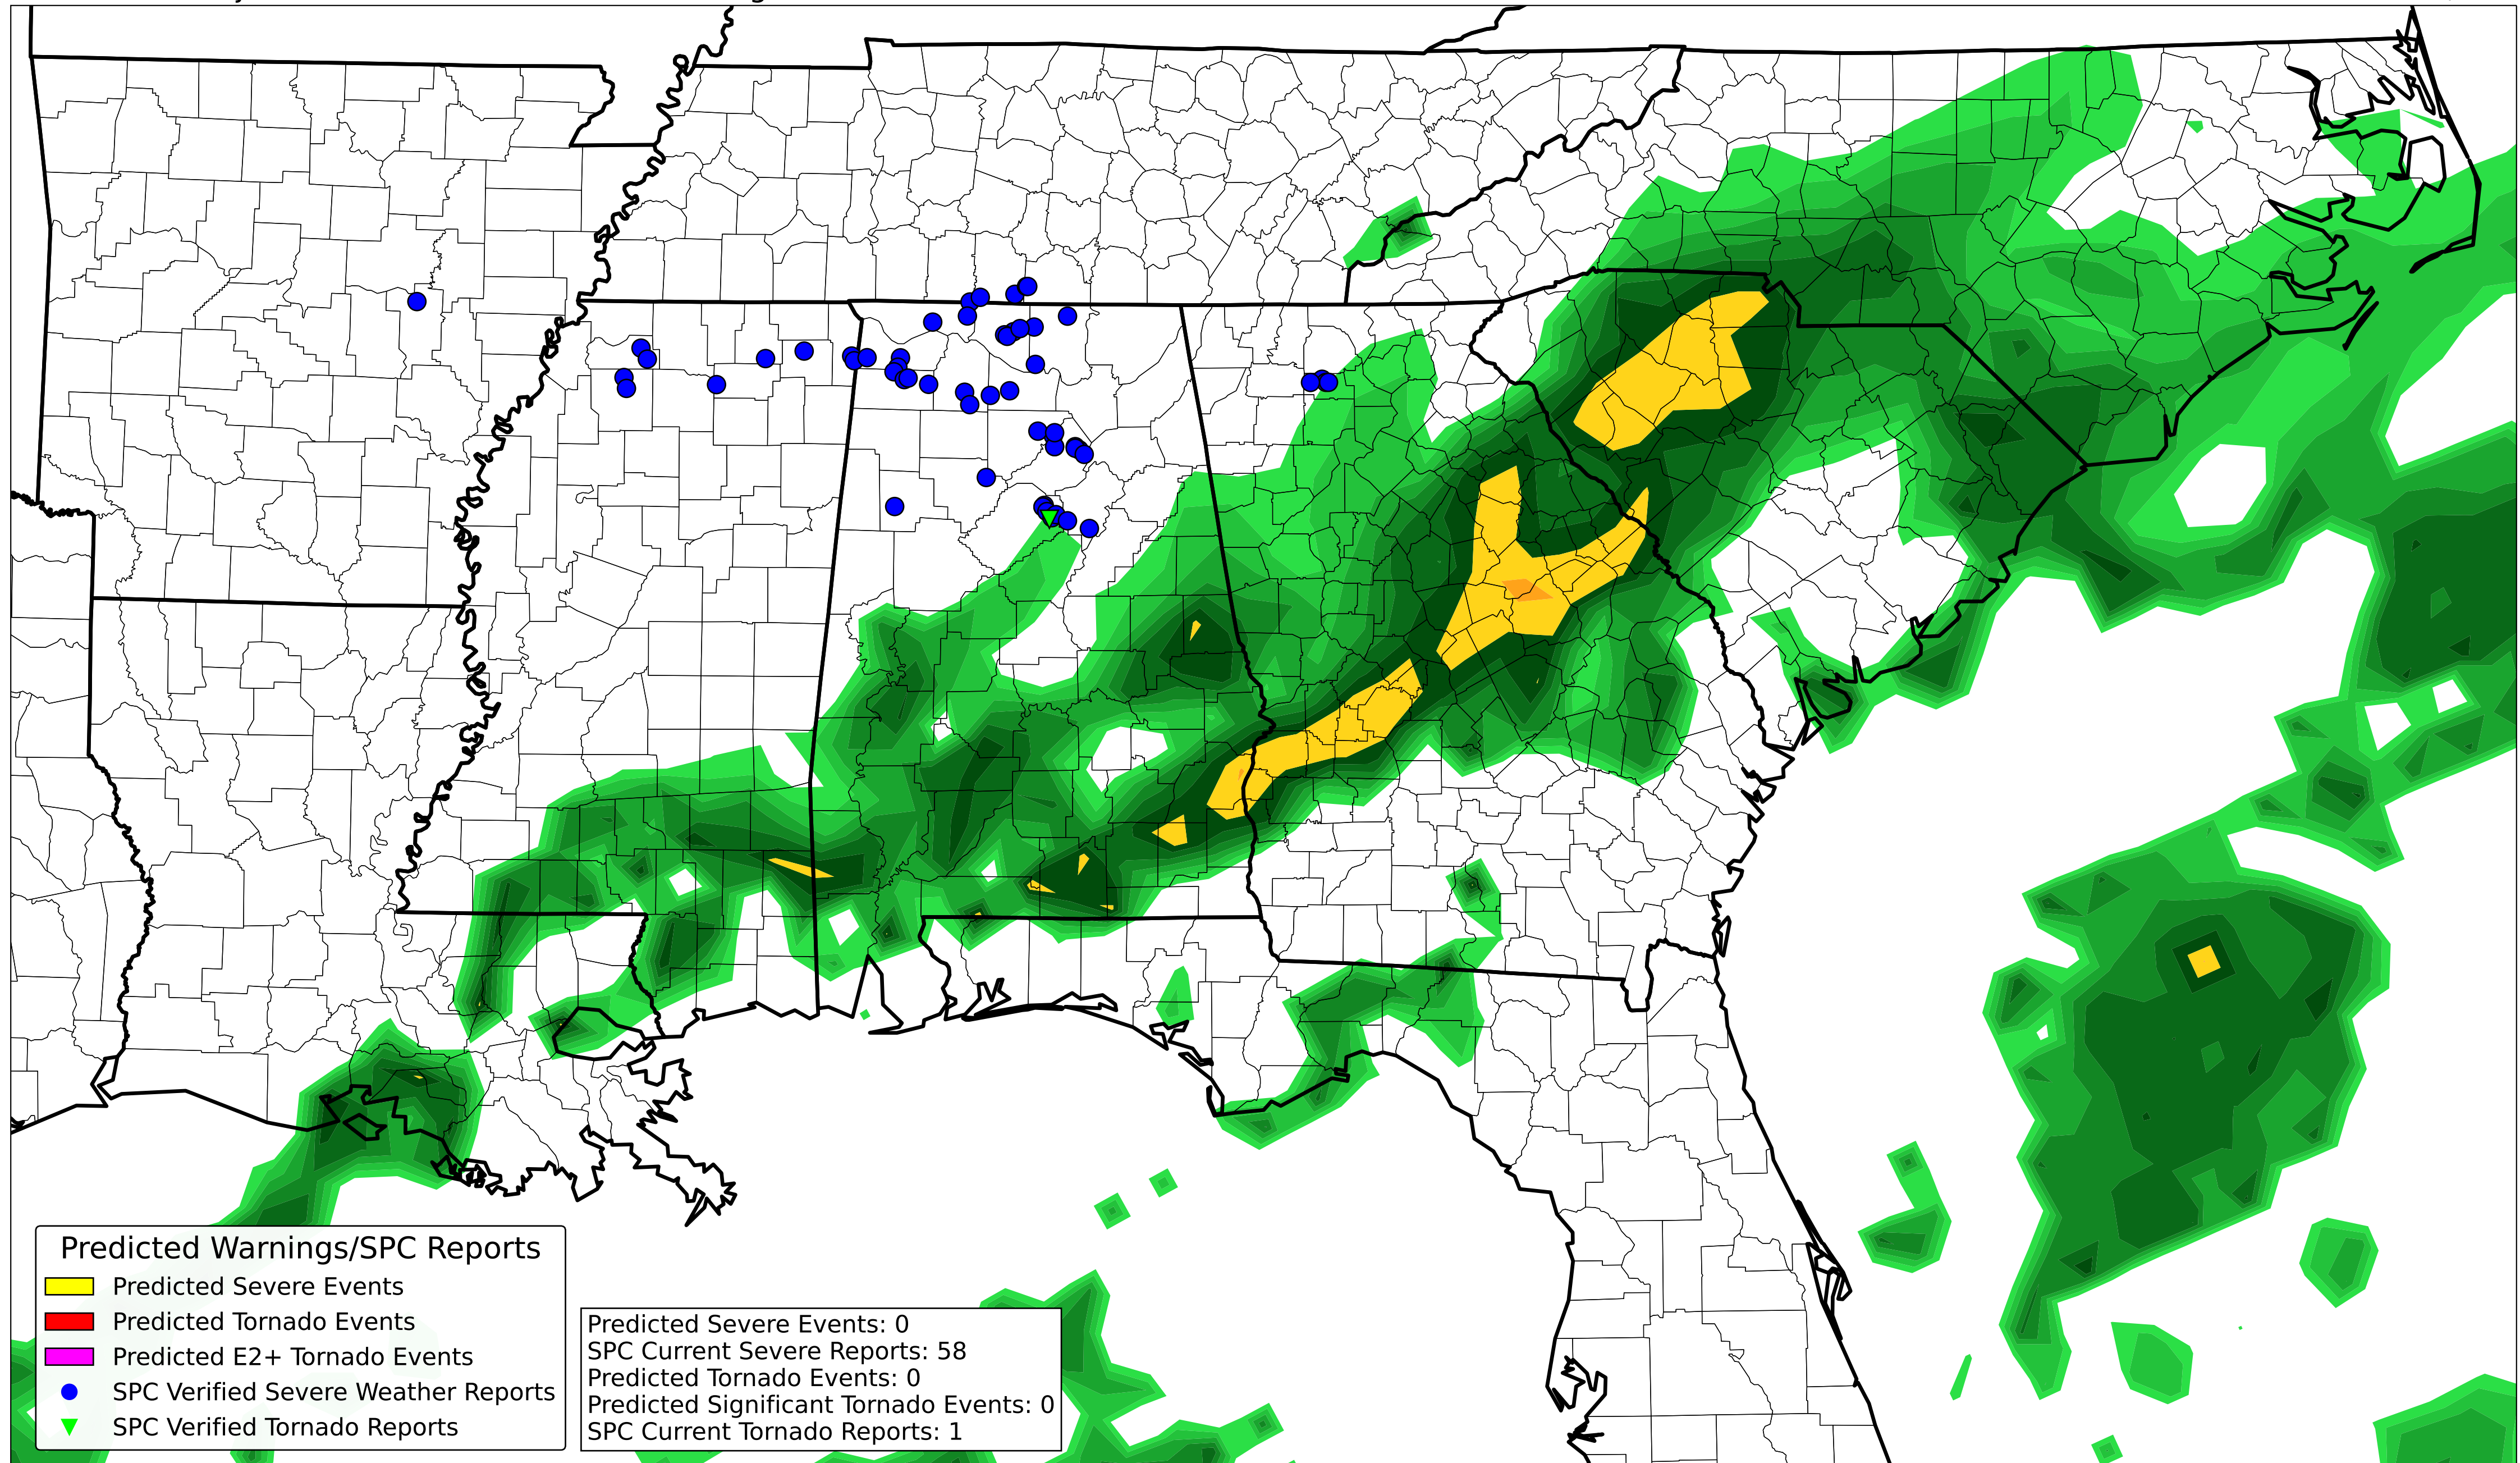 Predicted Warnings/SPC Reports
Predicted Severe Events
Predicted Tornado Events
Predicted E2+ Tornado Events
SPC Verified Severe Weather Reports
SPC Verified Tornado Reports
Predicted Severe Events: 0
SPC Current Severe Reports: 58
Predicted Tornado Events: 0
Predicted Significant Tornado Events: 0
SPC Current Tornado Reports: 1